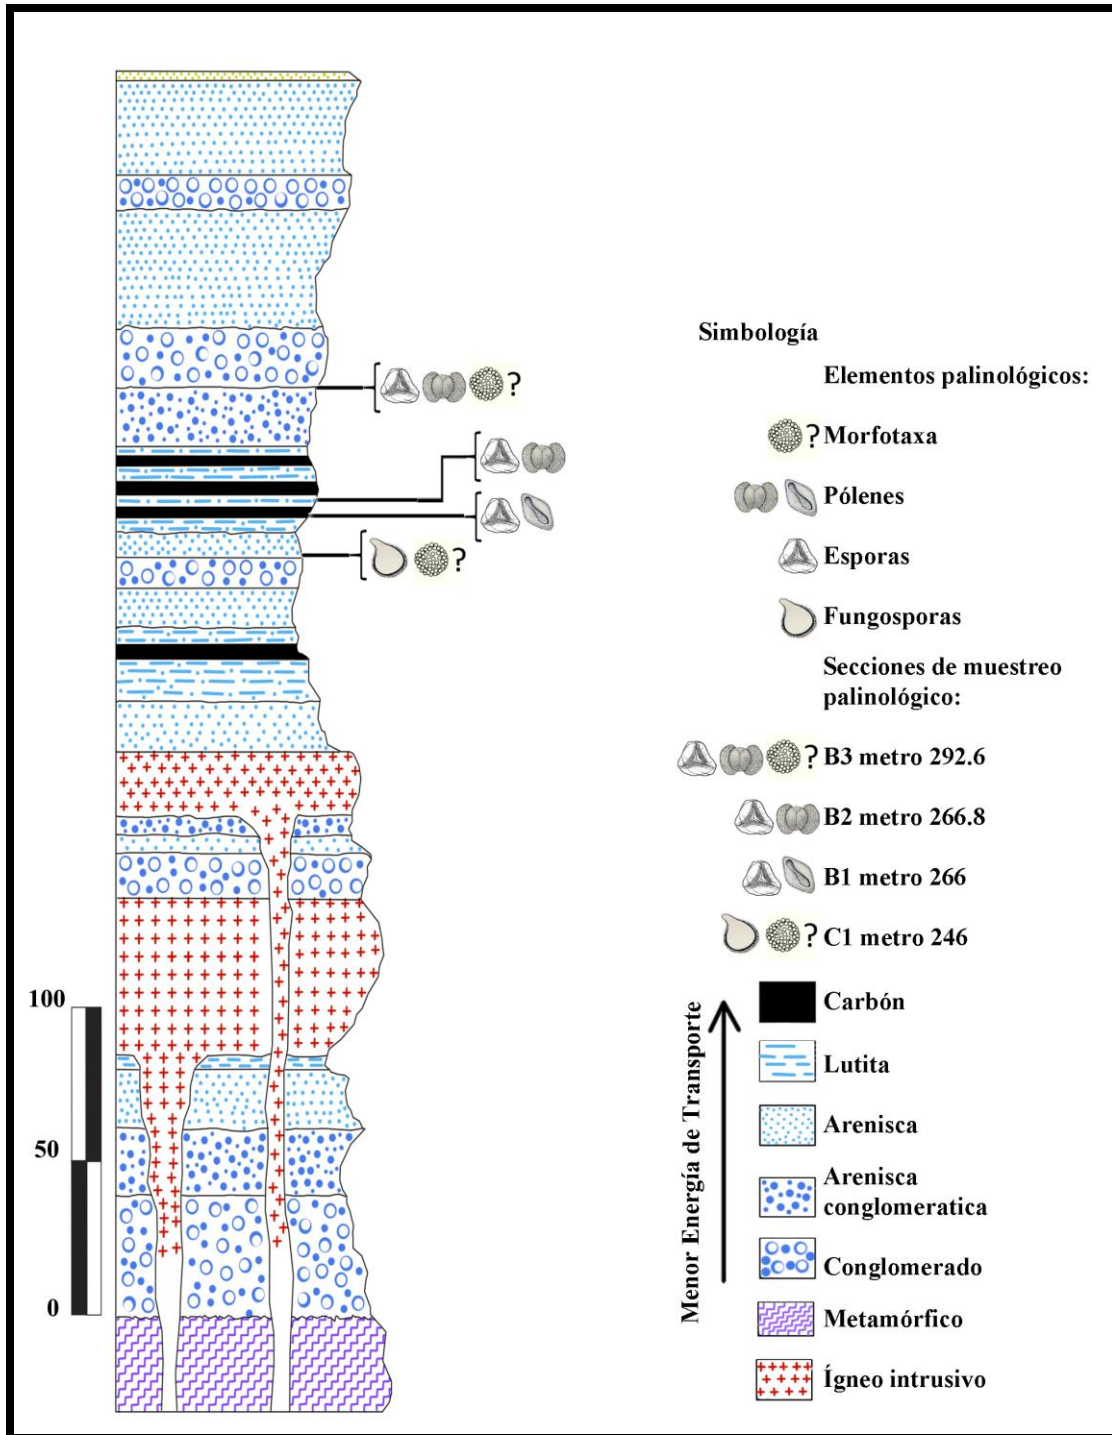 Simbología
Elementos palinológicos:
? Morfotaxa
Pólenes
Esporas
Fungosporas
Secciones de muestreo
palinológico:
? B3 metro 292.6
B2 metro 266.8
B1 metro 266
? C1 metro 246
Carbón
Lutita
Arenisca
Arenisca
conglomeratica
Conglomerado
Metamórfico
Ígneo intrusivo
Menor Energía de Transporte
?
?
100
50
0